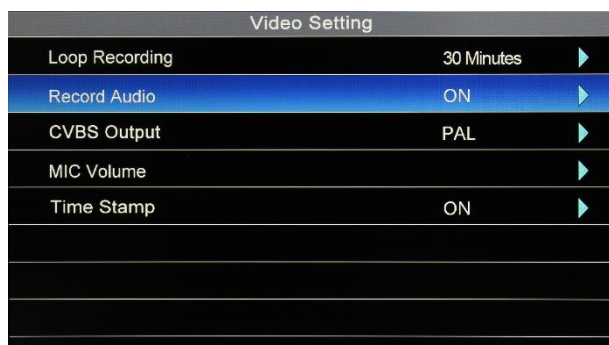 Video Setting
Loop Recording 30 Minutes
Record Audio ON
CVBS Output PAL
MIC Volume
Time Stamp ON